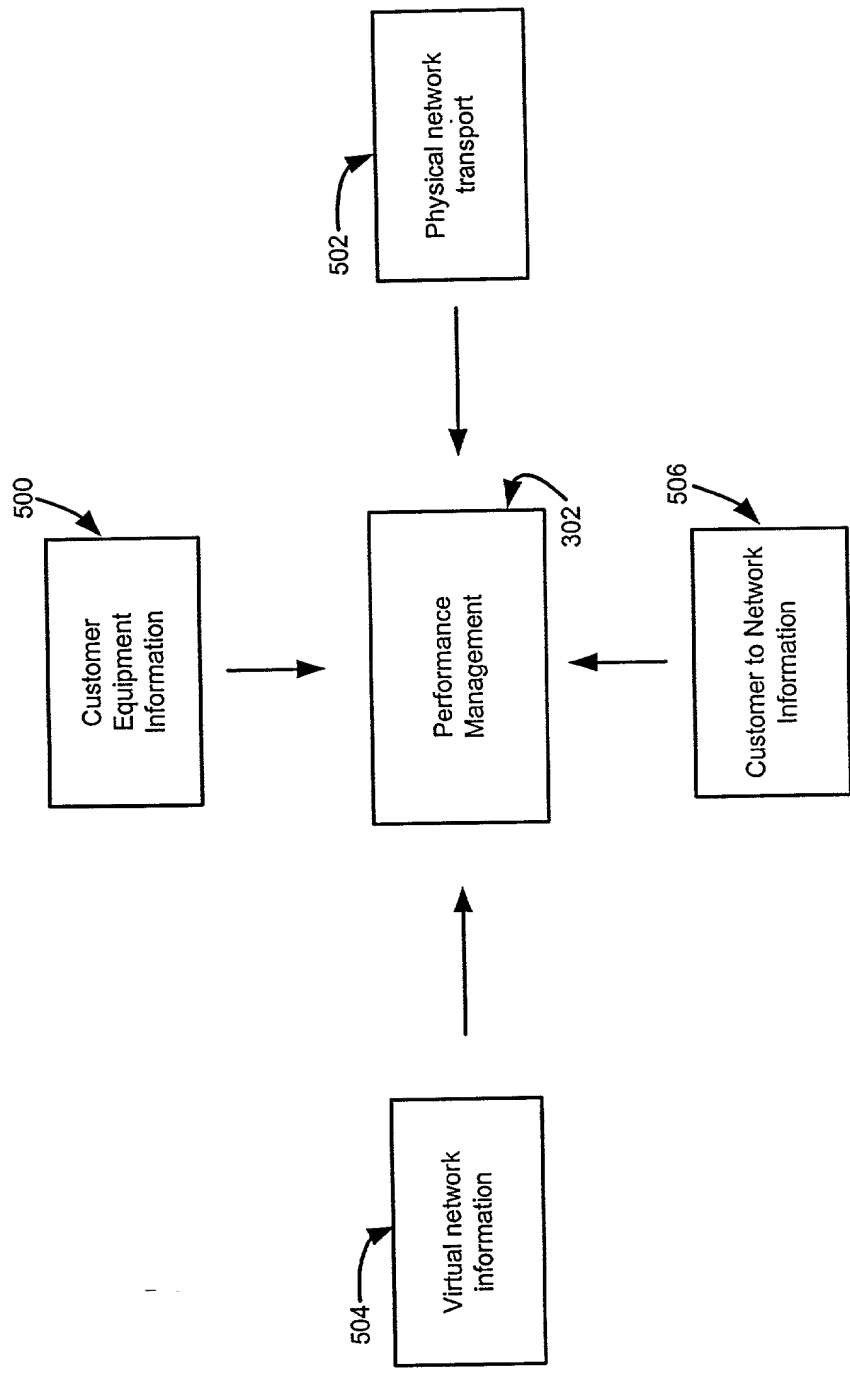 500
Customer
Equipment
Information
504
Virtual network
information
Performance
Management
302
502
Physical network
transport
506
Customer to Network
Information